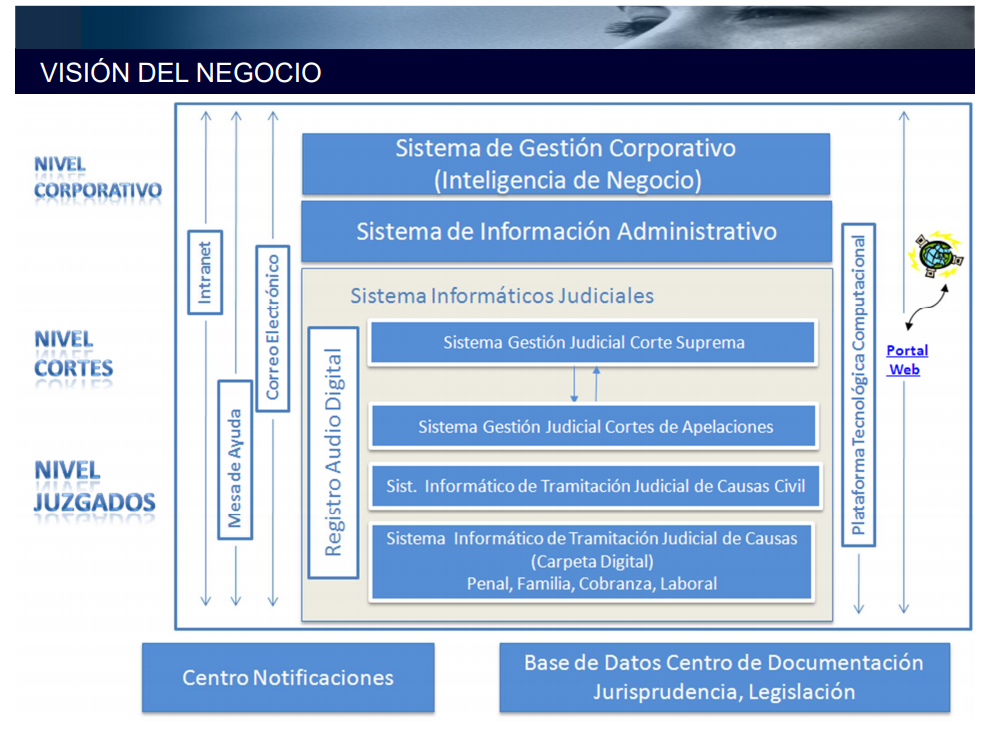 VISIÓN DEL NEGOCIO
NIVEL
CORPORATIVO
Sistema de Gestión Corporativo
(Inteligencia de Negocio)
Sistema de Información Administrativo
Intranet
Correo Electrónico
Mesa de Ayuda
NIVEL
CORTES
NIVEL
JUZGADOS
Sistema Informáticos Judiciales
Registro Audio Digital
Sistema Gestión Judicial Corte Suprema
Sistema Gestión Judicial Cortes de Apelaciones
Sist. Informático de Tramitación Judicial de Causas Civil
Sistema Informático de Tramitación Judicial de Causas
(Carpeta Digital)
Penal, Familia, Cobranza, Laboral
Plataforma Tecnológica Computacional
Portal
Web
Centro Notificaciones
Base de Datos Centro de Documentación
Jurisprudencia, Legislación